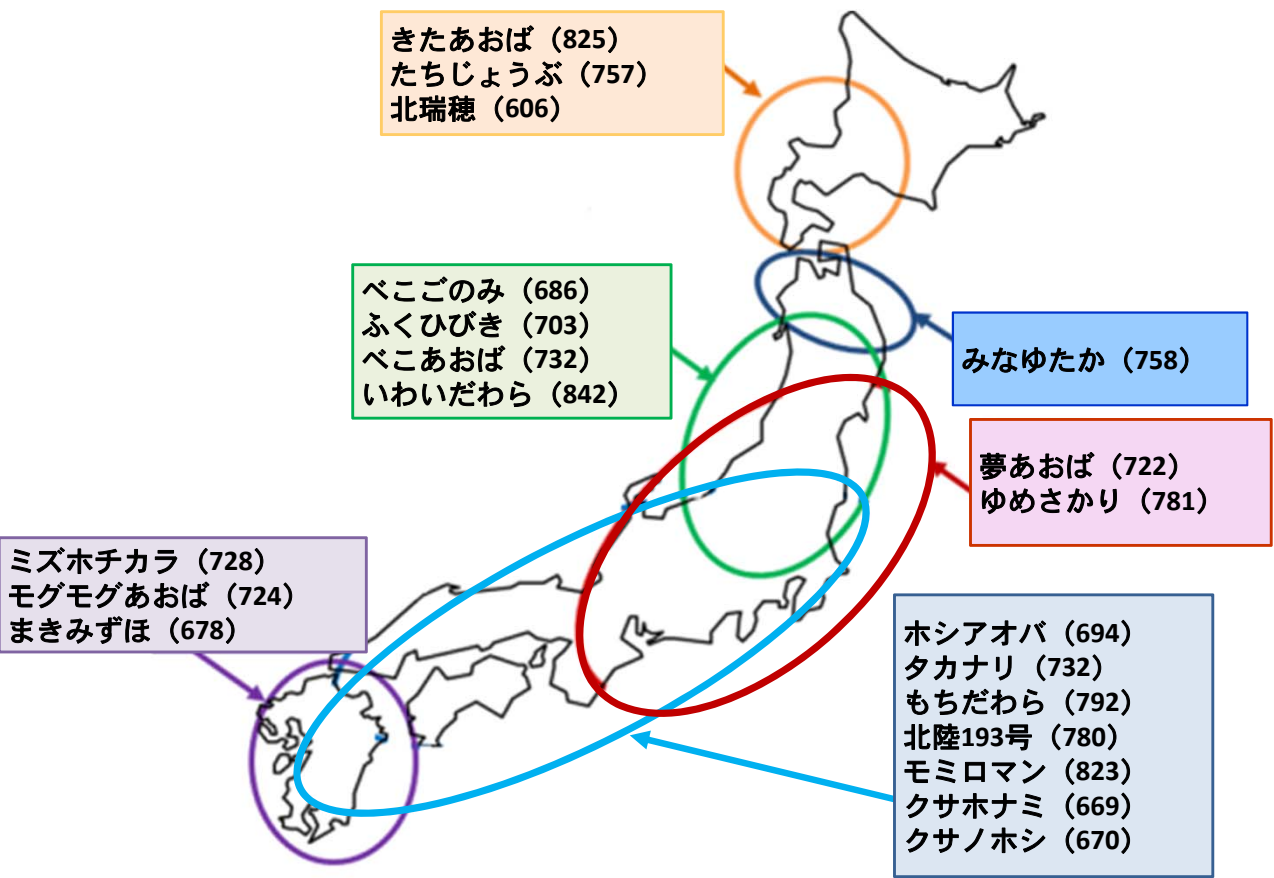 きたあおば（825）
たちじょうぶ（757）
北瑞穂（606）
べこごのみ（686）
ふくひびき（703）
べこあおば（732）
いわいだわら（842）
みなゆたか（758）
夢あおば（722）
ゆめさかり（781）
ミズホチカラ（728）
モグモグあおば（724）
まきみずほ（678）
ホシアオバ（694）
タカナリ（732）
もちだわら（792）
北陸193号（780）
モミロマン（823）
クサホナミ（669）
クサノホシ（670）